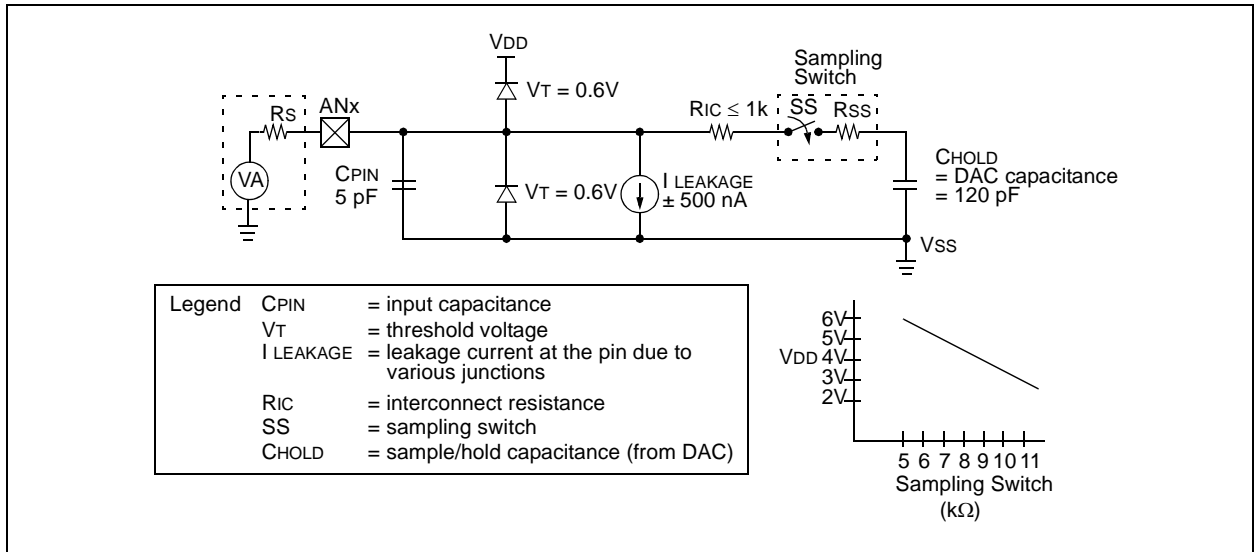 VDD
Sampling
Switch
VT = 0.6V
RS
ANx
RIC ≤ 1k
SS
RSS
VA
CPIN
5 pF
VT = 0.6V
I LEAKAGE
± 500 nA
CHOLD
= DAC capacitance
= 120 pF
VSS
Legend CPIN = input capacitance
VT = threshold voltage
I LEAKAGE = leakage current at the pin due to
various junctions
RIC = interconnect resistance
SS = sampling switch
CHOLD = sample/hold capacitance (from DAC)
6V
5V
VDD 4V
3V
2V
5 6 7 8 9 10 11
Sampling Switch
(kΩ)